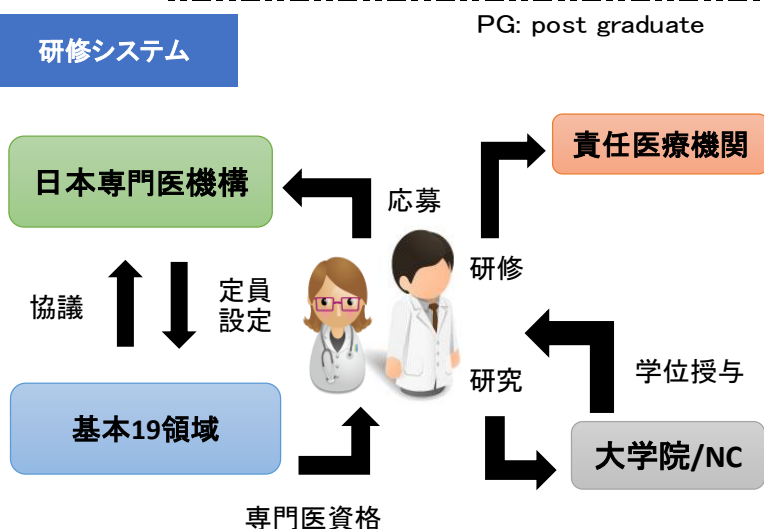 PG: post graduate
研修システム
責任医療機関
日本専門医機構
応募
研修
協議
定員
設定
研究
学位授与
基本19領域
大学院/NC
専門医資格